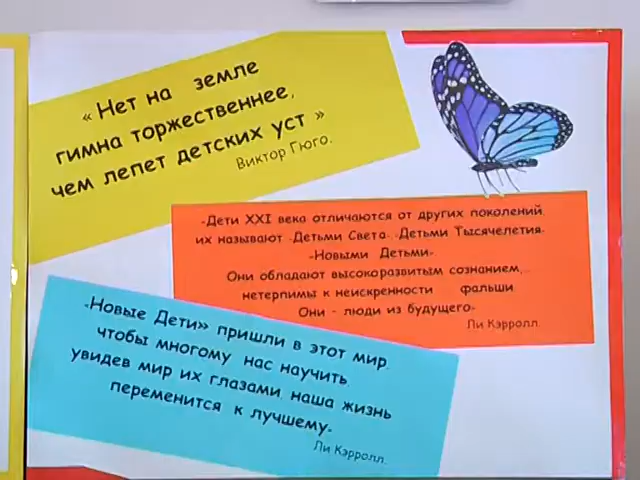 « Нет на земле
гимна торжественнее,
чем лепет детских уст »
Виктор Гюго.
«Дети XXI века отличаются от других поколений,
их называют «Детьми Света», «Детьми Тысячелетия»
«Новыми Детьми».
Они обладают высокоразвитым сознанием,
нетерпимы к неискренности фальши.
Они - люди из будущего»
Ли Кэрролл.
«Новые Дети» пришли в этот мир,
чтобы многому нас научить,
увидев мир их глазами, наша жизнь
переменится к лучшему».
Ли Кэрролл.